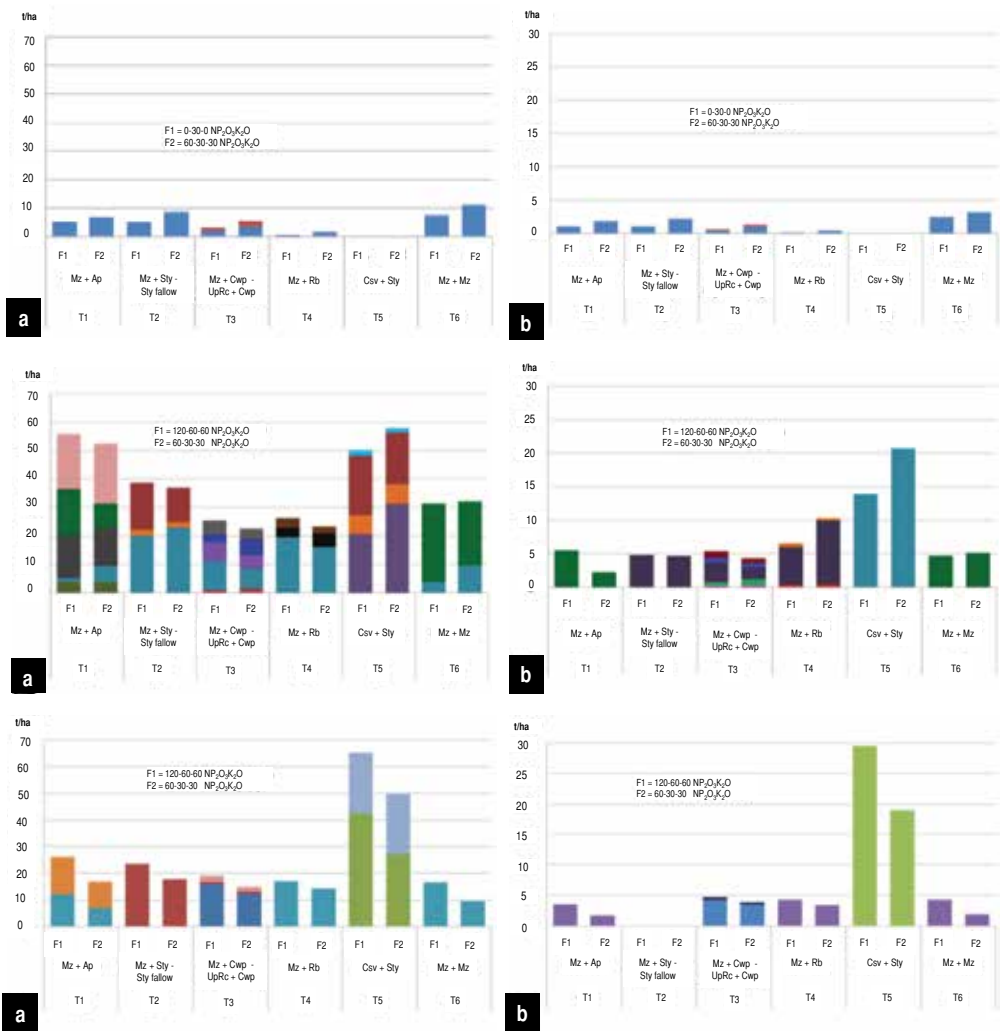 t/ha
70
60
50
40
30
20
10
0
F1 = 0-30-0 NP2O5K2O
F2 = 60-30-30 NP2O5K2O
F1 F2 F1 F2 F1 F2 F1 F2 F1 F2 F1 F2
Mz + Ap Mz + Sty - Mz + Cwp - Mz + Rb Csv + Sty Mz + Mz
Sty fallow UpRc + Cwp
T1 T2 T3 T4 T5 T6
a
t/ha
30
25
20
15
10
5
0
F1 = 0-30-0 NP2O5K2O
F2 = 60-30-30 NP2O5K2O
F1 F2 F1 F2 F1 F2 F1 F2 F1 F2 F1 F2
Mz + Ap Mz + Sty - Mz + Cwp - Mz + Rb Csv + Sty Mz + Mz
Sty fallow UpRc + Cwp
T1 T2 T3 T4 T5 T6
b
t/ha
70
60
50
40
30
20
10
0
F1 = 120-60-60 NP2O5K2O
F2 = 60-30-30 NP2O5K2O
F1 F2 F1 F2 F1 F2 F1 F2 F1 F2 F1 F2
Mz + Ap Mz + Sty - Mz + Cwp - Mz + Rb Csv + Sty Mz + Mz
Sty fallow UpRc + Cwp
T1 T2 T3 T4 T5 T6
a
t/ha
30
25
20
15
10
5
0
F1 = 120-60-60 NP2O5K2O
F2 = 60-30-30 NP2O5K2O
F1 F2 F1 F2 F1 F2 F1 F2 F1 F2 F1 F2
Mz + Ap Mz + Sty - Mz + Cwp - Mz + Rb Csv + Sty Mz + Mz
Sty fallow UpRc + Cwp
T1 T2 T3 T4 T5 T6
b
t/ha
70
60
50
40
30
20
10
0
F1 = 120-60-60 NP2O5K2O
F2 = 60-30-30 NP2O5K2O
F1 F2 F1 F2 F1 F2 F1 F2 F1 F2 F1 F2
Mz + Ap Mz + Sty - Mz + Cwp - Mz + Rb Csv + Sty Mz + Mz
Sty fallow UpRc + Cwp
T1 T2 T3 T4 T5 T6
a
t/ha
30
25
20
15
10
5
0
F1 = 120-60-60 NP2O5K2O
F2 = 60-30-30 NP2O5K2O
F1 F2 F1 F2 F1 F2 F1 F2 F1 F2 F1 F2
Mz + Ap Mz + Sty - Mz + Cwp - Mz + Rb Csv + Sty Mz + Mz
Sty fallow UpRc + Cwp
T1 T2 T3 T4 T5 T6
b